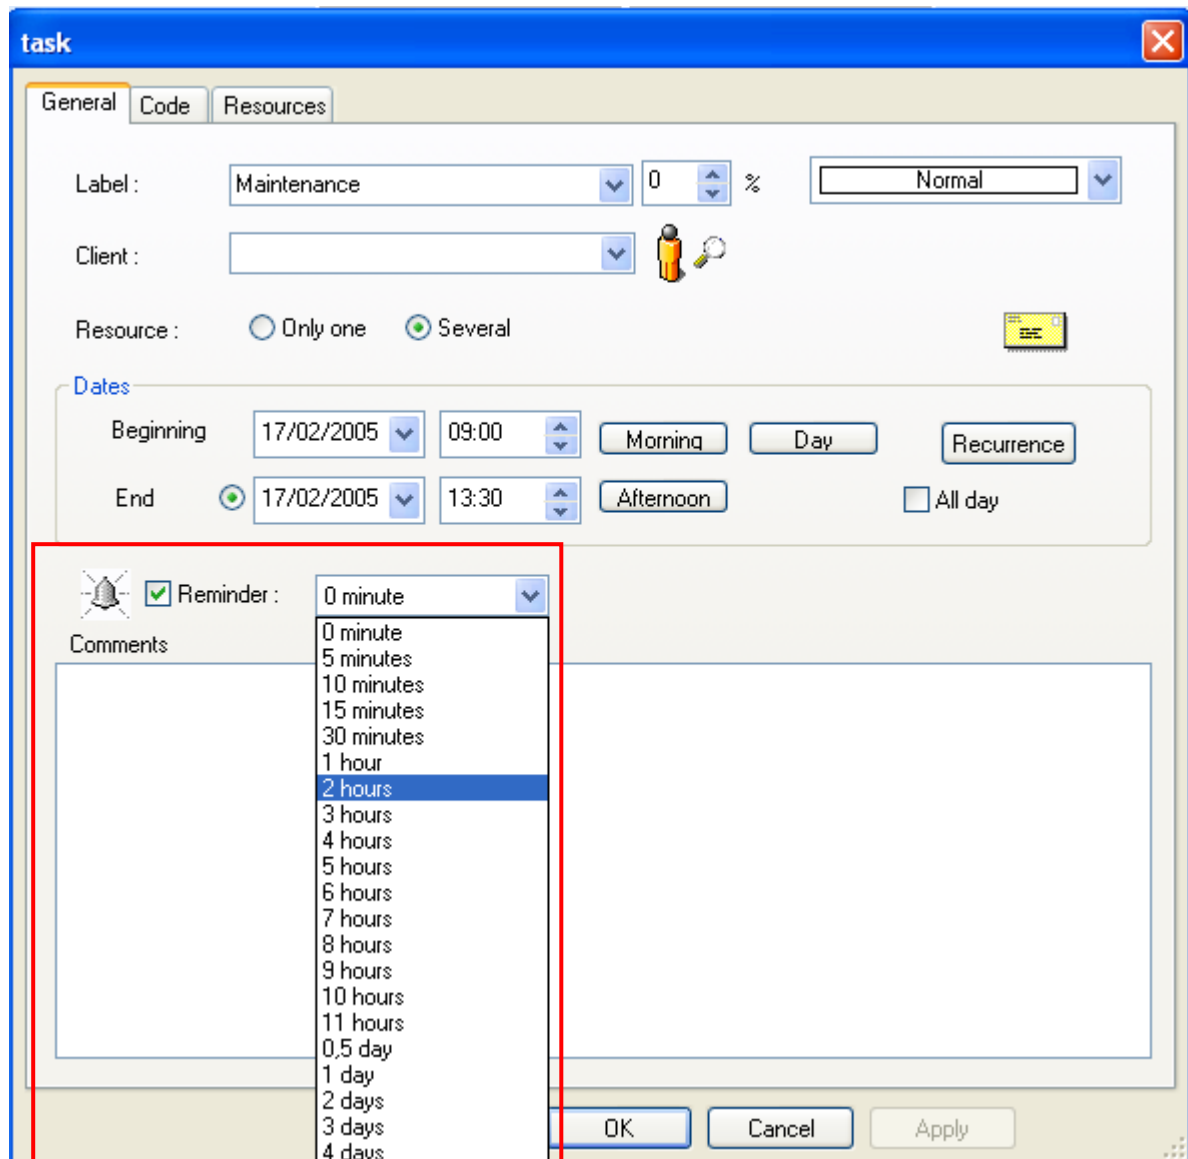 task
General Code Resources
Label : Maintenance 0 % Normal
Client :
Resource : Only one Several
Dates
Beginning 17/02/2005 09:00 Morning Day Recurrence
End 17/02/2005 13:30 Afternoon All day
Reminder : 0 minute
0 minute
Comments
5 minutes
10 minutes
15 minutes
30 minutes
1 hour
2 hours
3 hours
4 hours
5 hours
6 hours
7 hours
8 hours
9 hours
10 hours
11 hours
0,5 day
1 day
2 days
3 days
4 days
OK Cancel Apply